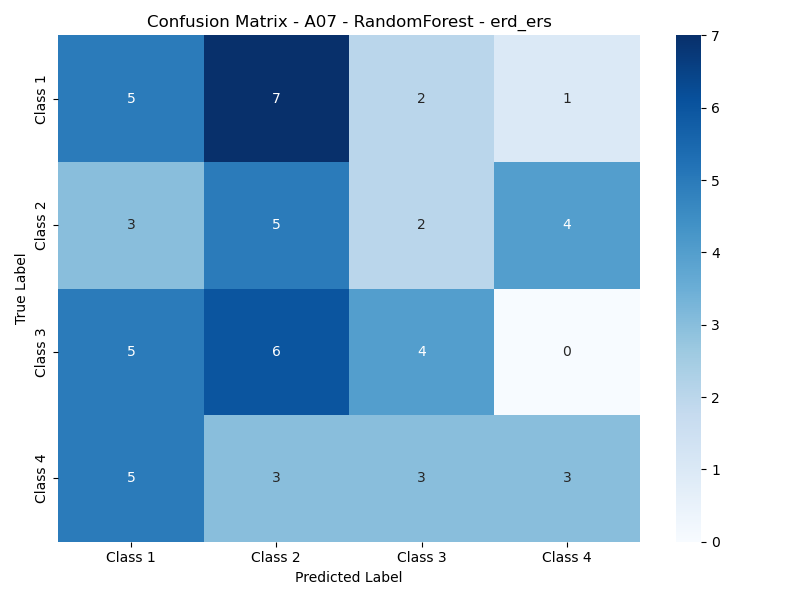 Confusion Matrix - A07 - RandomForest - erd_ers
True Label
Class 1
5 7 2 1
Class 2
3 5 2 4
Class 3
5 6 4 0
Class 4
5 3 3 3
Class 1 Class 2 Class 3 Class 4
Predicted Label
7
6
5
4
3
2
1
0